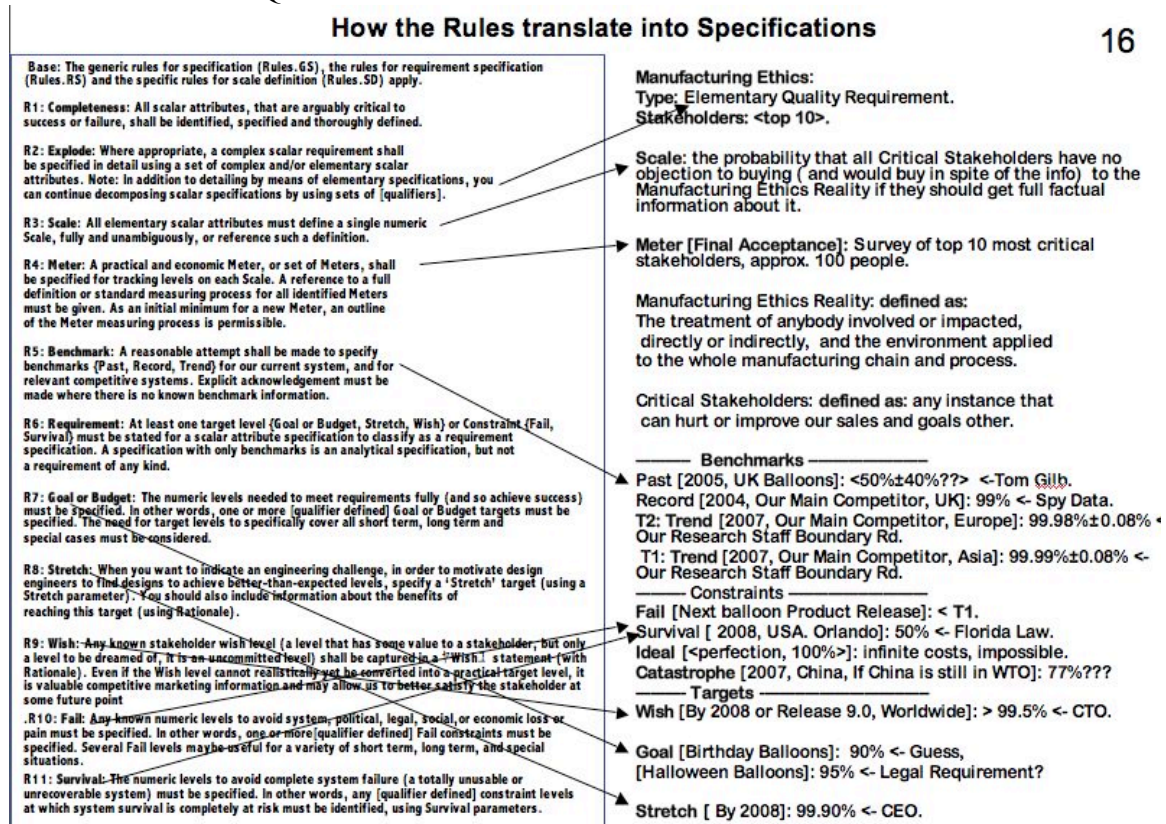 How the Rules translate into Specifications
16
Base: The generic rules for specification (Rules.GS), the rules for requirement specification
(Rules.RS) and the specific rules for scale definition (Rules.SD) apply.
R1: Completeness: All scalar attributes, that are arguably critical to
success or failure, shall be identified, specified and thoroughly defined.
R2: Explode: Where appropriate, a complex scalar requirement shall
be specified in detail using a set of complex and/or elementary scalar
attributes. Note: In addition to detailing by means of elementary specifications, you
can continue decomposing scalar specifications by using sets of [qualifiers].
R3: Scale: All elementary scalar attributes must define a single numeric
Scale, fully and unambiguously, or reference such a definition.
R4: Meter: A practical and economic Meter, or set of Meters, shall
be specified for tracking levels on each Scale. A reference to a full
definition or standard measuring process for all identified Meters
must be given. As an initial minimum for a new Meter, an outline
of the Meter measuring process is permissible.
R5: Benchmark: A reasonable attempt shall be made to specify
benchmarks {Past, Record, Trend} for our current system, and for
relevant competitive systems. Explicit acknowledgement must be
made where there is no known benchmark information.
R6: Requirement: At least one target level {Goal or Budget, Stretch, Wish} or Constraint {Fail,
Survival} must be stated for a scalar attribute specification to classify as a requirement
specification. A specification with only benchmarks is an analytical specification, but not
a requirement of any kind.
R7: Goal or Budget: The numeric levels needed to meet requirements fully (and so achieve success)
must be specified. In other words, one or more [qualifier defined] Goal or Budget targets must be
specified. The need for target levels to specifically cover all short term, long term and
special cases must be considered.
R8: Stretch: When you want to indicate an engineering challenge, in order to motivate design
engineers to find designs to achieve better-than-expected levels, specify a 'Stretch' target (using a
Stretch parameter). You should also include information about the benefits of
reaching this target (using Rationale).
R9: Wish: Any known stakeholder wish level (a level that has some value to a stakeholder, but only
a level to be dreamed of, it is an uncommitted level) shall be captured in a 'Wish' statement (with
Rationale). Even if the Wish level cannot realistically yet be converted into a practical target level, it
is valuable competitive marketing information and may allow us to better satisfy the stakeholder at
some future point
.R10: Fail: Any known numeric levels to avoid system, political, legal, social,or economic loss or
pain must be specified. In other words, one or more[qualifier defined] Fail constraints must be
specified. Several Fail levels maybe useful for a variety of short term, long term, and special
situations.
R11: Survival: The numeric levels to avoid complete system failure (a totally unusable or
unrecoverable system) must be specified. In other words, any [qualifier defined] constraint levels
at which system survival is completely at risk must be identified, using Survival parameters.
Manufacturing Ethics:
Type: Elementary Quality Requirement.
Stakeholders: <top 10>.
Scale: the probability that all Critical Stakeholders have no
objection to buying ( and would buy in spite of the info) to the
Manufacturing Ethics Reality if they should get full factual
information about it.
Meter [Final Acceptance]: Survey of top 10 most critical
stakeholders, approx. 100 people.
Manufacturing Ethics Reality: defined as:
The treatment of anybody involved or impacted,
directly or indirectly, and the environment applied
to the whole manufacturing chain and process.
Critical Stakeholders: defined as: any instance that
can hurt or improve our sales and goals other.
---------- Benchmarks --------------------
Past [2005, UK Balloons]: <50%±40%??> <-Tom Gilb.
Record [2004, Our Main Competitor, UK]: 99% <- Spy Data.
T2: Trend [2007, Our Main Competitor, Europe]: 99.98%±0.08% <
Our Research Staff Boundary Rd.
T1: Trend [2007, Our Main Competitor, Asia]: 99.99%±0.08% <-
Our Research Staff Boundary Rd.
---------- Constraints --------------------
Fail [Next balloon Product Release]: < T1.
Survival [ 2008, USA. Orlando]: 50% <- Florida Law.
Ideal [<perfection, 100%>]: infinite costs, impossible.
Catastrophe [2007, China, If China is still in WTO]: 77%???
---------- Targets --------------------
Wish [By 2008 or Release 9.0, Worldwide]: > 99.5% <- CTO.
Goal [Birthday Balloons]: 90% <- Guess,
[Halloween Balloons]: 95% <- Legal Requirement?
Stretch [ By 2008]: 99.90% <- CEO.